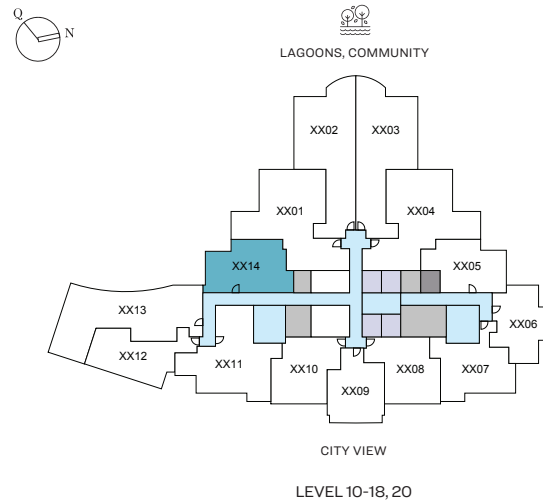 Q
N
LAGOONS, COMMUNITY
XX02
XX03
XX01
XX04
XX14
XX05
XX13
XX06
XX12
XX11
XX10
XX08
XX07
XX09
CITY VIEW
LEVEL 10-18, 20